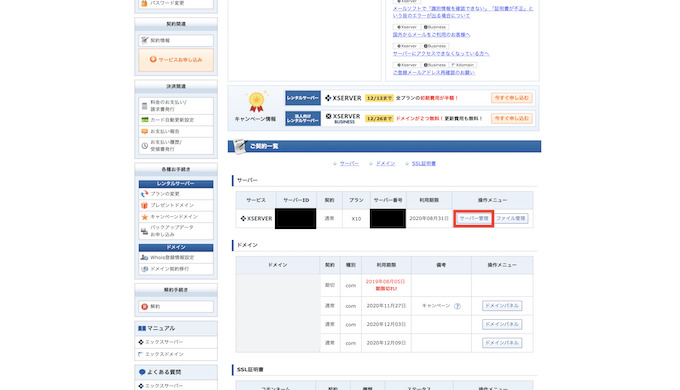 パスワード変更
契約関連
契約情報
サービスお申し込み
決済関連
料金のお支払い/
請求書発行
カード自動更新設定
お支払い報告
お支払い履歴/
受領書発行
各種お手続き
レンタルサーバー
プランの変更
プレゼントドメイン
キャンペーンドメイン
バックアップデータ
お申し込み
ドメイン
Whois登録情報設定
ドメイン契約移行
解約手続き
解約
マニュアル
エックスサーバー
エックスドメイン
よくある質問
エックスサーバー
Xserver Business
メールソフトで「識別情報を確認できない」「証明書が不正」という旨のエラーが出る場合について
Xserver Business
国外からメールをご利用のお客様へ
Xserver Business
サーバーにアクセスできなくなっている方へ
Xserver Business Xdomain
ご登録メールアドレス再確認のお願い
キャンペーン情報
レンタルサーバー XSERVER 12/12まで 全プランの初期費用が半額! 今すぐ申し込む
法人向け レンタルサーバー XSERVER BUSINESS 12/26まで ドメインが2つ無料!更新費用も無料! 今すぐ申し込む
ご契約一覧
サーバー ドメイン SSL証明書
サーバー
サービス サーバーID 契約 プラン サーバー番号 利用期限 操作メニュー
XSERVER 通常 X10 2020年08月31日 サーバー管理 ファイル管理
ドメイン
ドメイン 契約 種別 利用期限 備考 操作メニュー
com 2019年08月05日
期限切れ!
通常 com 2020年11月27日 キャンペーン ? ドメインパネル
通常 com 2020年12月03日 ドメインパネル
通常 com 2020年12月09日 ドメインパネル
SSL証明書
コモンネーム 契約 種類 ステータス 操作メニュー